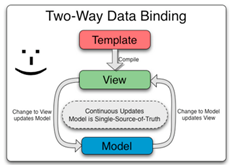 Two-Way Data Binding
Template
Compile
View
Change to View
updates Model
Continuous Updates
Model is Single-Source-of-Truth
Change to Model
updates View
Model